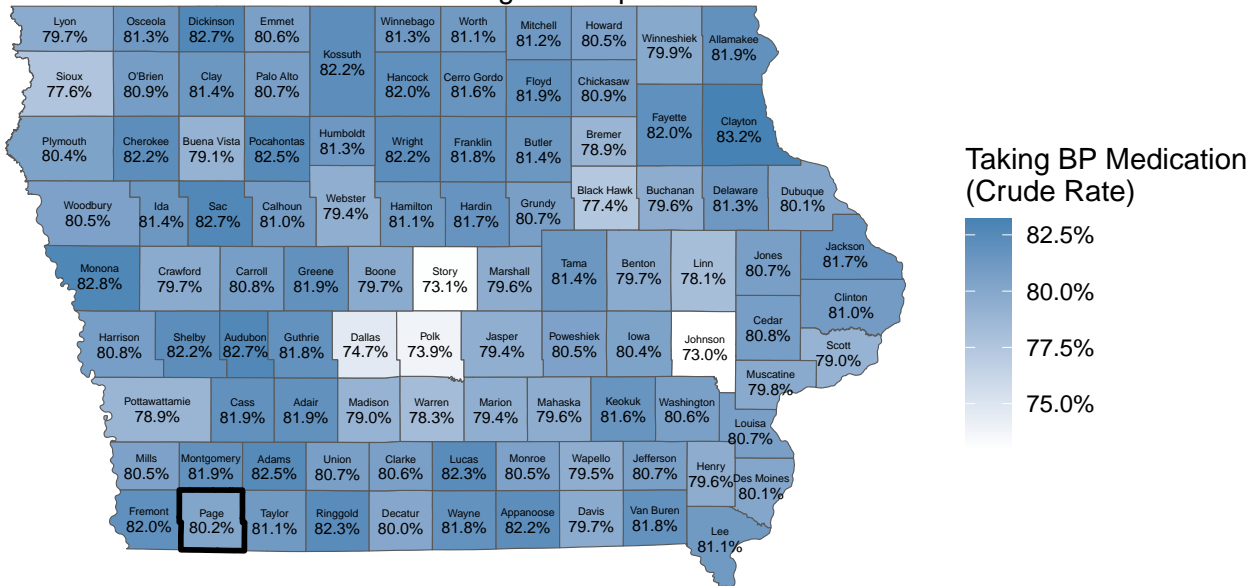 Lyon
79.7%
Osceola
81.3%
Dickinson
82.7%
Emmet
80.6%
Kossuth
82.2%
Winnebago
81.3%
Worth
81.1%
Mitchell
81.2%
Howard
80.5%
Winneshiek
79.9%
Allamakee
81.9%
Sioux
77.6%
O'Brien
80.9%
Clay
81.4%
Palo Alto
80.7%
Hancock
82.0%
Cerro Gordo
81.6%
Floyd
81.9%
Chickasaw
80.9%
Fayette
82.0%
Clayton
83.2%
Plymouth
80.4%
Cherokee
82.2%
Buena Vista
79.1%
Pocahontas
82.5%
Humboldt
81.3%
Wright
82.2%
Franklin
81.8%
Butler
81.4%
Bremer
78.9%
Woodbury
80.5%
Ida
81.4%
Sac
82.7%
Calhoun
81.0%
Webster
79.4%
Hamilton
81.1%
Hardin
81.7%
Grundy
80.7%
Black Hawk
77.4%
Buchanan
79.6%
Delaware
81.3%
Dubuque
80.1%
Monona
82.8%
Crawford
79.7%
Carroll
80.8%
Greene
81.9%
Boone
79.7%
Story
73.1%
Marshall
79.6%
Tama
81.4%
Benton
79.7%
Linn
78.1%
Jones
80.7%
Jackson
81.7%
Clinton
81.0%
Harrison
80.8%
Shelby
82.2%
Audubon
82.7%
Guthrie
81.8%
Dallas
74.7%
Polk
73.9%
Jasper
79.4%
Poweshiek
80.5%
Iowa
80.4%
Johnson
73.0%
Cedar
80.8%
Scott
79.0%
Muscatine
79.8%
Pottawattamie
78.9%
Cass
81.9%
Adair
81.9%
Madison
79.0%
Warren
78.3%
Marion
79.4%
Mahaska
79.6%
Keokuk
81.6%
Washington
80.6%
Louisa
80.7%
Mills
80.5%
Montgomery
81.9%
Adams
82.5%
Union
80.7%
Clarke
80.6%
Lucas
82.3%
Monroe
80.5%
Wapello
79.5%
Jefferson
80.7%
Henry
79.6%
Des Moines
80.1%
Fremont
82.0%
Page
80.2%
Taylor
81.1%
Ringgold
82.3%
Decatur
80.0%
Wayne
81.8%
Appanoose
82.2%
Davis
79.7%
Van Buren
81.8%
Lee
81.1%
Taking BP Medication
(Crude Rate)
82.5%
80.0%
77.5%
75.0%